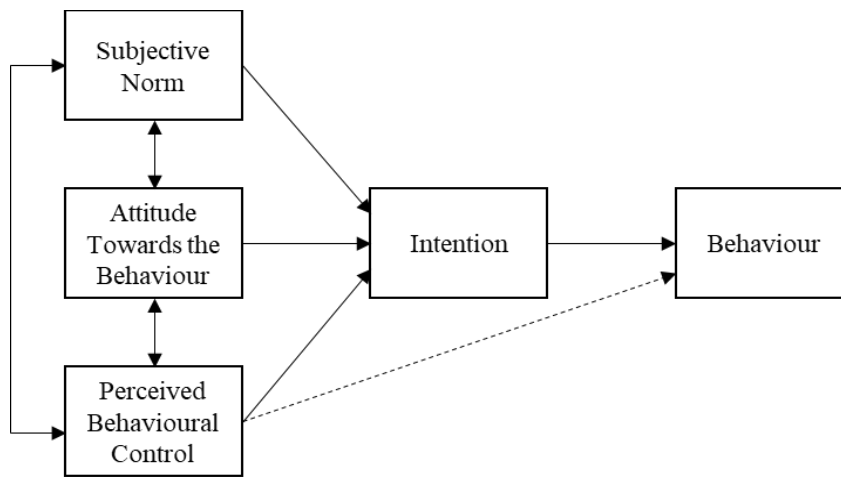 Subjective
Norm
Attitude
Towards the
Behaviour
Intention
Behaviour
Perceived
Behavioural
Control